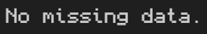 No missing data.